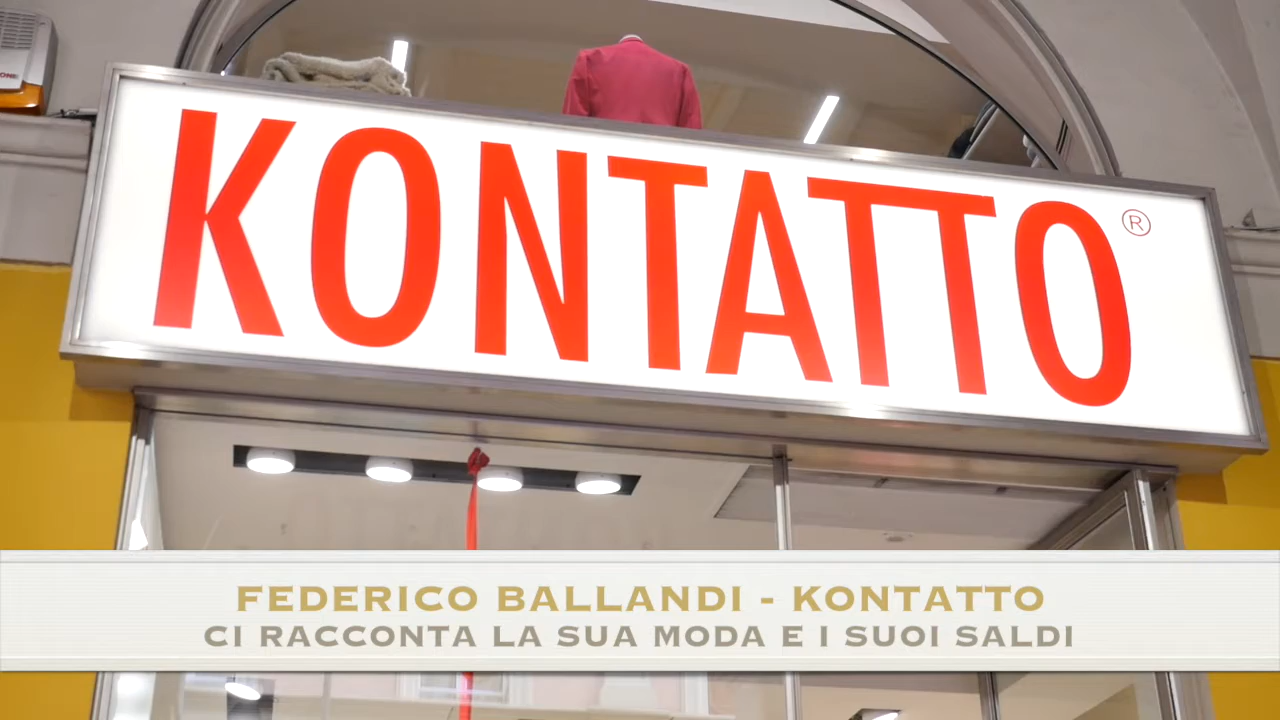 KONTATTO®
FEDERICO BALLANDI - KONTATTO
CI RACCONTA LA SUA MODA E I SUOI SALDI